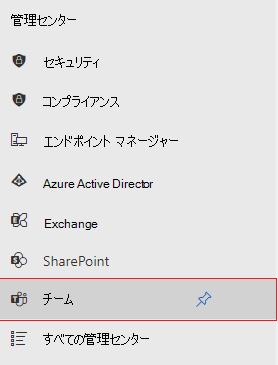 管理センター
セキュリティ
コンプライアンス
エンドポイント マネージャー
Azure Active Director
Exchange
SharePoint
チーム
すべての管理センター